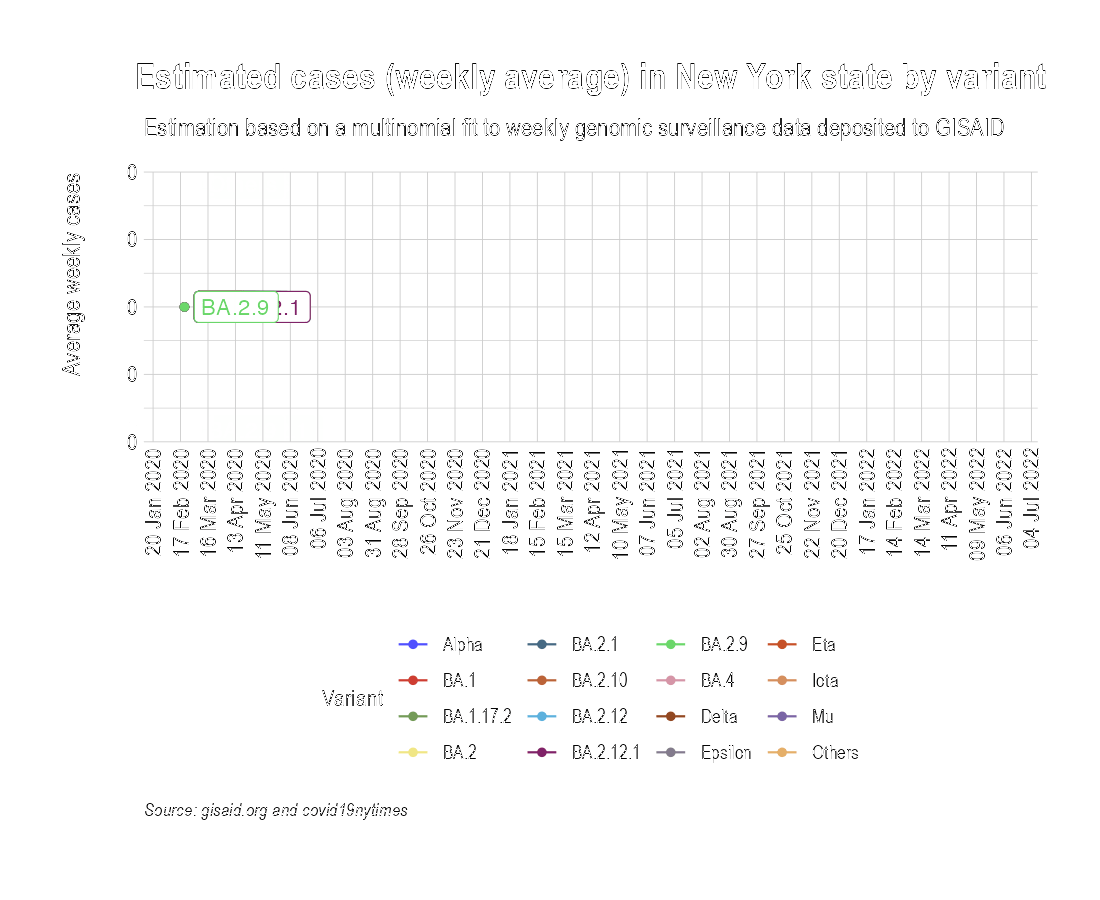 Estimated cases (weekly average) in New York state by variant
Estimation based on a multinomial fit to weekly genomic surveillance data deposited to GISAID
Average weekly cases
0
0
0
0
0
BA.2.9
2.1
20 Jan 2020
17 Feb 2020
16 Mar 2020
13 Apr 2020
11 May 2020
08 Jun 2020
06 Jul 2020
03 Aug 2020
31 Aug 2020
28 Sep 2020
26 Oct 2020
23 Nov 2020
21 Dec 2020
18 Jan 2021
15 Feb 2021
15 Mar 2021
12 Apr 2021
10 May 2021
07 Jun 2021
05 Jul 2021
02 Aug 2021
30 Aug 2021
27 Sep 2021
25 Oct 2021
22 Nov 2021
20 Dec 2021
17 Jan 2022
14 Feb 2022
14 Mar 2022
11 Apr 2022
09 May 2022
06 Jun 2022
04 Jul 2022
Variant
Alpha
BA.1
BA.1.17.2
BA.2
BA.2.1
BA.2.10
BA.2.12
BA.2.12.1
BA.2.9
BA.4
Delta
Epsilon
Eta
Iota
Mu
Others
Source: gisaid.org and covid19nytimes